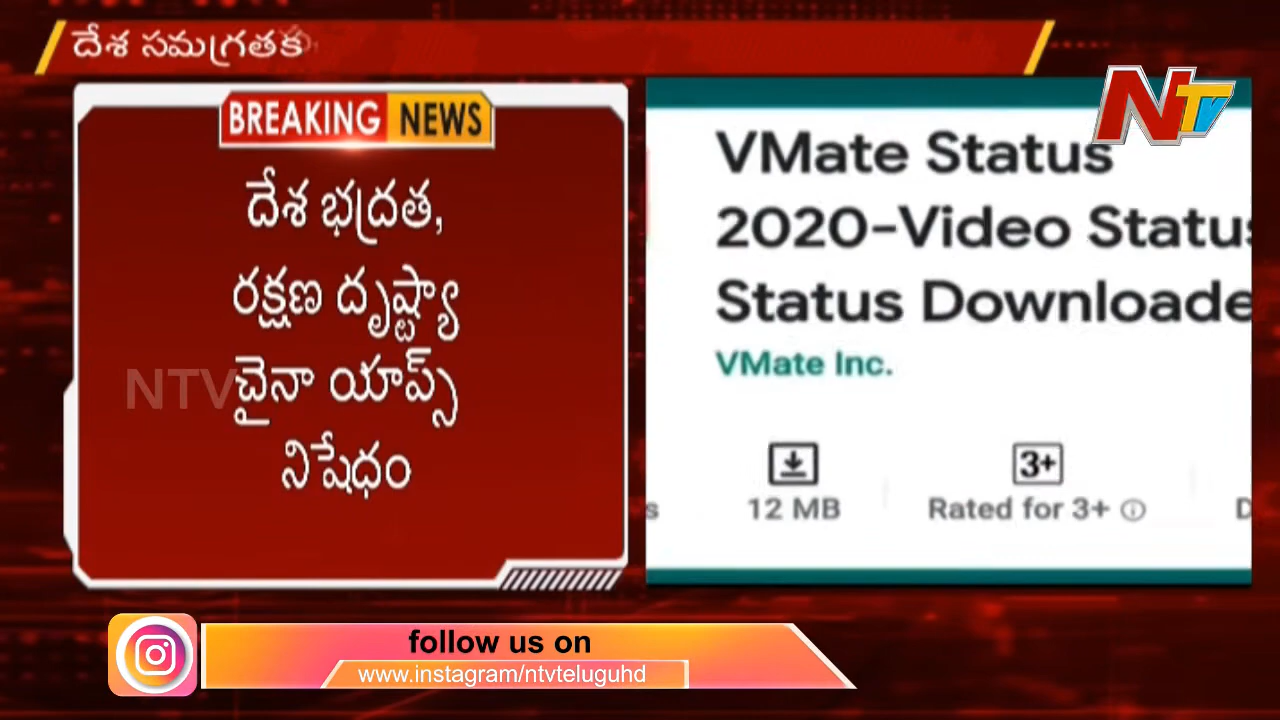 దేశ సమగ్రతక
NTV
BREAKING NEWS
దేశ భద్రత,
రక్షణ దృష్ట్యా
చైనా యాప్స్
నిషేధం
NTV
VMate Status
2020-Video Status
Status Downloade
VMate Inc.
12 MB
3+
Rated for 3+
follow us on
www.instagram/ntvteluguhd